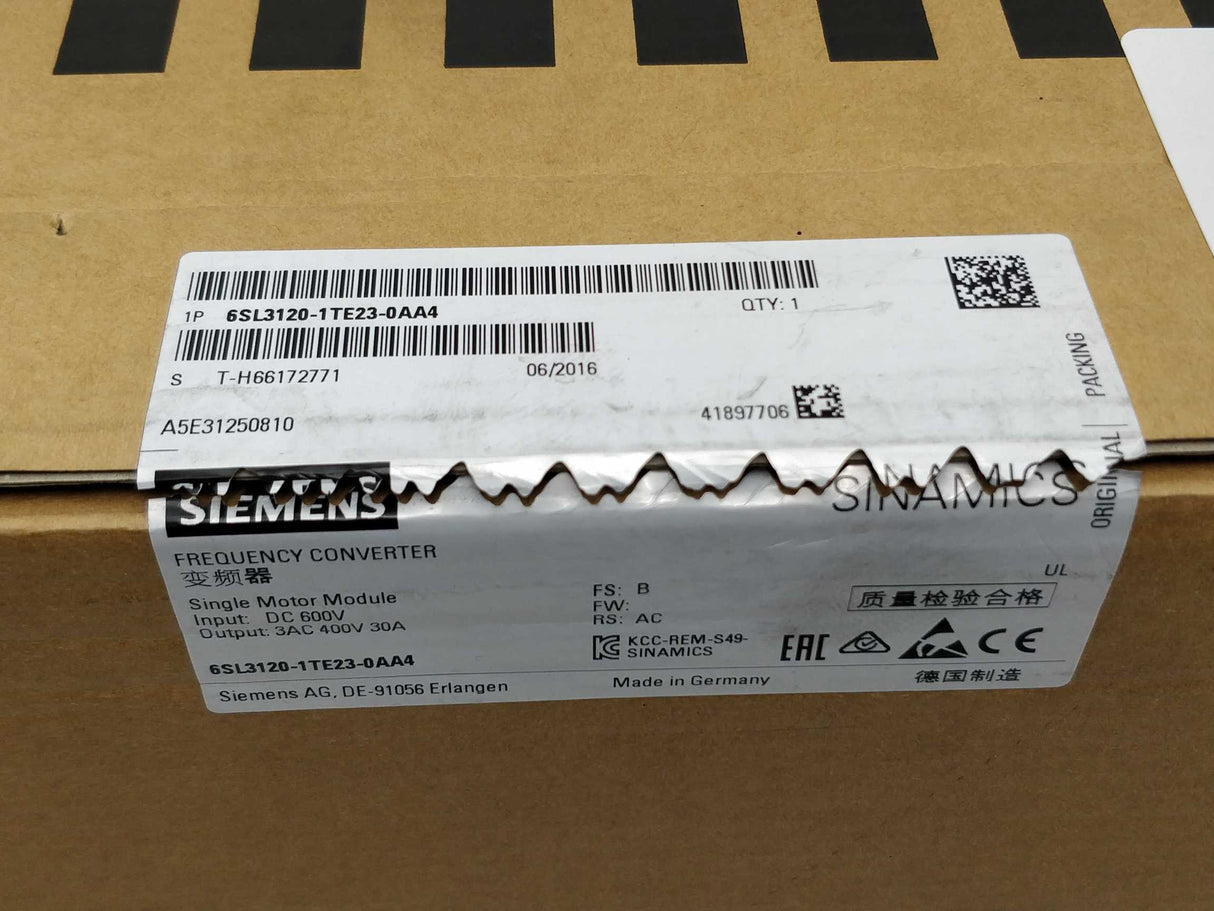 1P 6SL3120-1TE23-0AA4 QTY: 1
S T-H66172771 06/2016
A5E31250810 41897706
ORIGINAL PACKING
SIEMENS SINAMICS
FREQUENCY CONVERTER
变频器
UL
Single Motor Module
Input: DC 600V
Output: 3AC 400V 30A
FS: B
FW:
RS: AC
质量检验合格
KCC-REM-S49-
SINAMICS
EAC CE
6SL3120-1TE23-0AA4
Siemens AG, DE-91056 Erlangen Made in Germany 德国制造